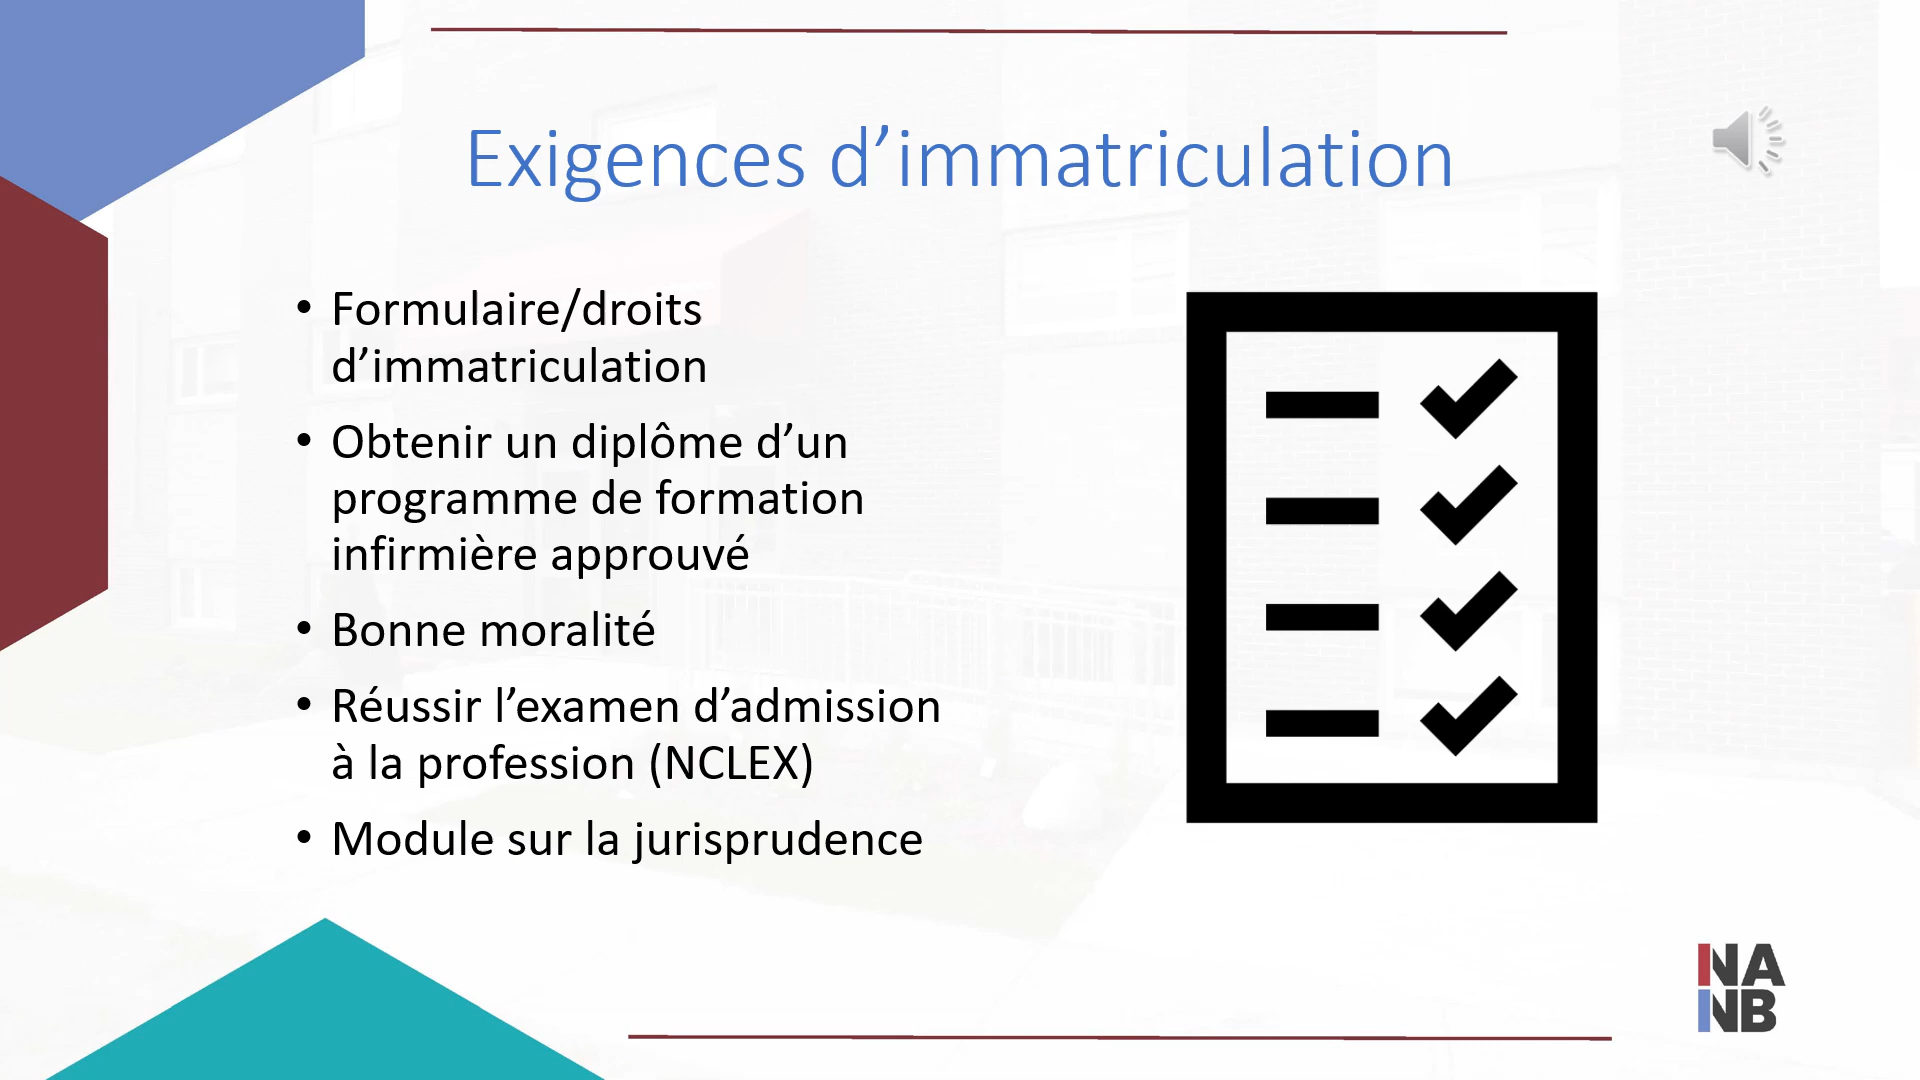 Exigences d’immatriculation
• Formulaire/droits
d’immatriculation
• Obtenir un diplôme d’un
programme de formation
infirmière approuvé
• Bonne moralité
• Réussir l’examen d’admission
à la profession (NCLEX)
• Module sur la jurisprudence
NA
NB